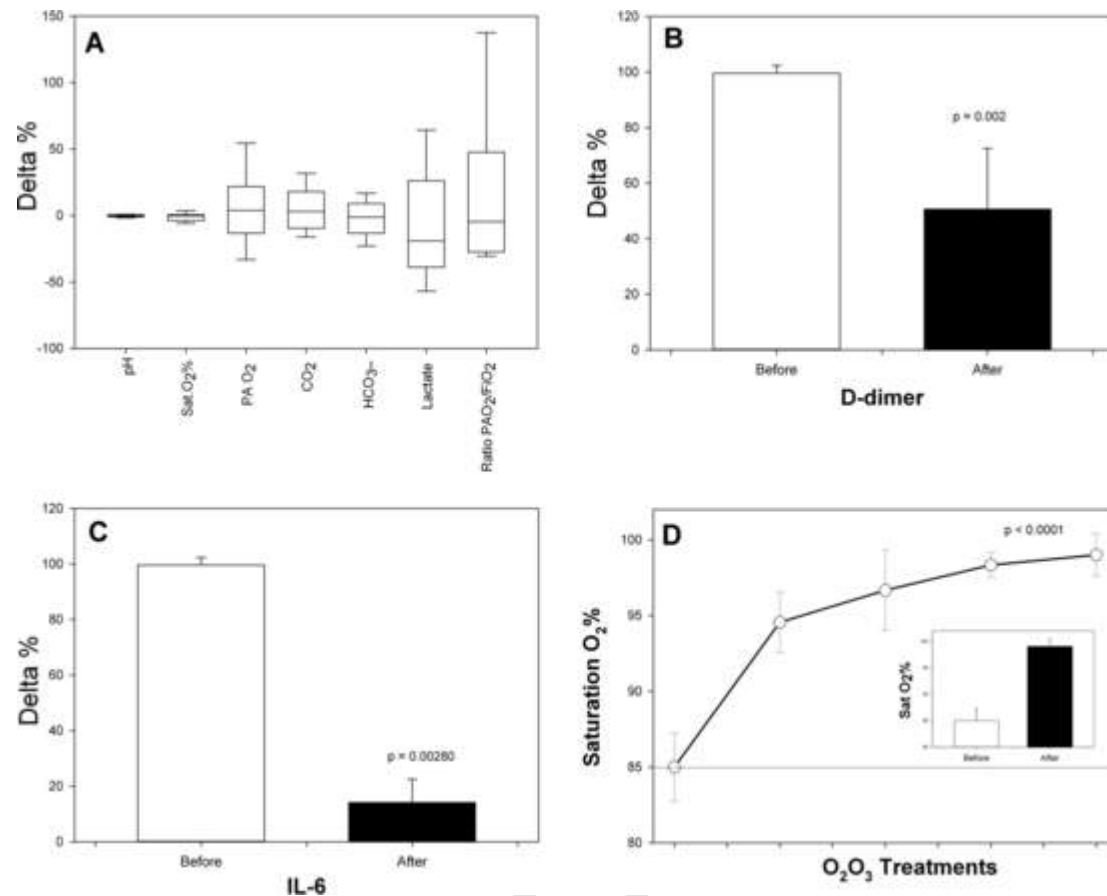 A
Delta %
150
100
50
0
-50
-100
pH
Sat.O2%
PA O2
CO2
HCO3–
Lactate
Ratio PAO2/FiO2
B
Delta %
120
100
80
60
40
20
0
p = 0.002
Before
After
D-dimer
C
Delta %
120
100
80
60
40
20
0
p = 0.00280
Before
After
IL-6
D
p < 0.0001
Saturation O2%
100
95
90
85
80
Sat O2%
Before
After
O2O3 Treatments